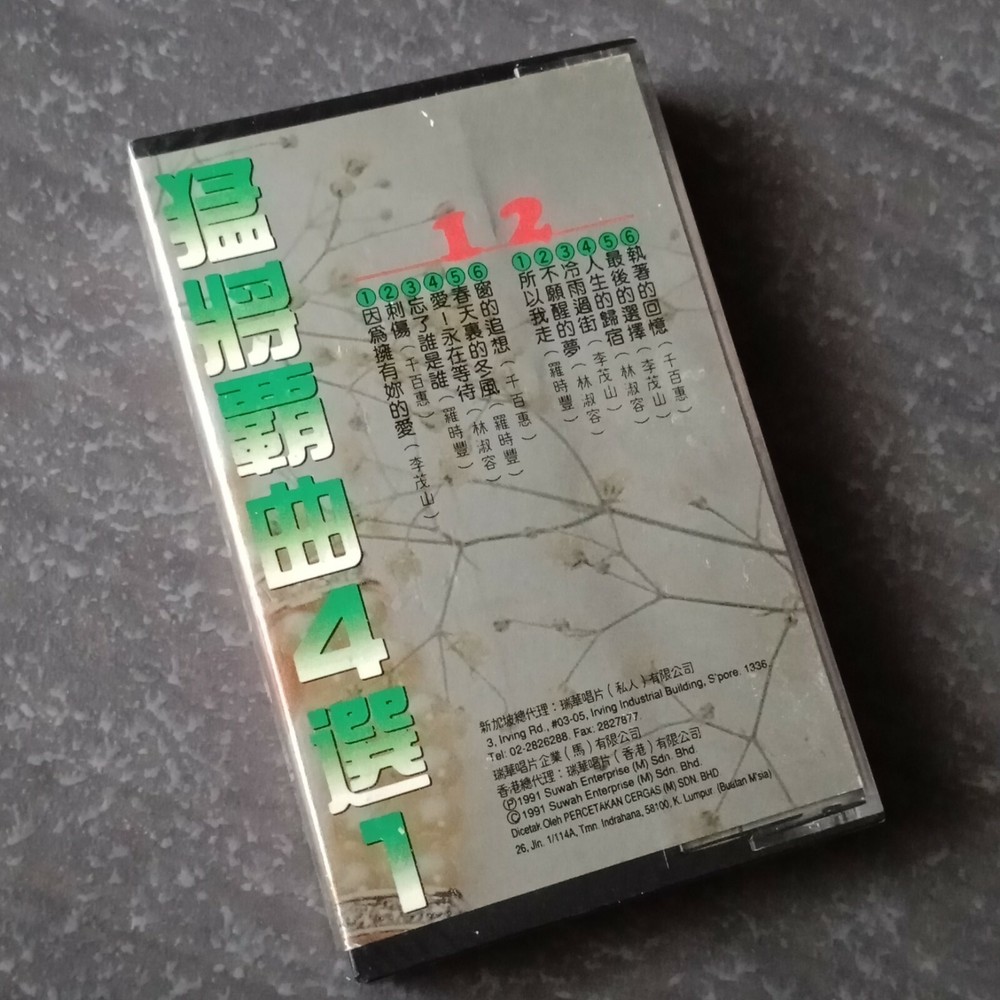 猛將霸曲4選1
1
①因為擁有妳的愛（李茂山）
②刺傷（千百惠）
③忘了誰是誰（羅時豐）
④愛！永在等待（林淑容）
⑤春天裏的冬風（羅時豐）
⑥窗的追想（千百惠）
2
①所以我走（羅時豐）
②不願醒的夢（林淑容）
③冷雨過街（李茂山）
④人生的歸宿（林淑容）
⑤最後的選擇（李茂山）
⑥執著的回憶（千百惠）
新加坡總代理：瑞華唱片（私人）有限公司
3, Irving Rd., #03-05, Irving Industrial Building, S'pore. 1336.
Tel: 02-2826288. Fax: 2827877.
瑞華唱片企業（馬）有限公司
香港總代理：瑞華唱片（香港）有限公司
Ⓟ1991 Suwah Enterprise (M) Sdn. Bhd.
©1991 Suwah Enterprise (M) Sdn. Bhd.
Dicetak Oleh PERCETAKAN CERGAS (M) SDN. BHD
26, Jln. 1/114A, Tmn. Indrahana, 58100, K. Lumpur (Buatan M'sia)